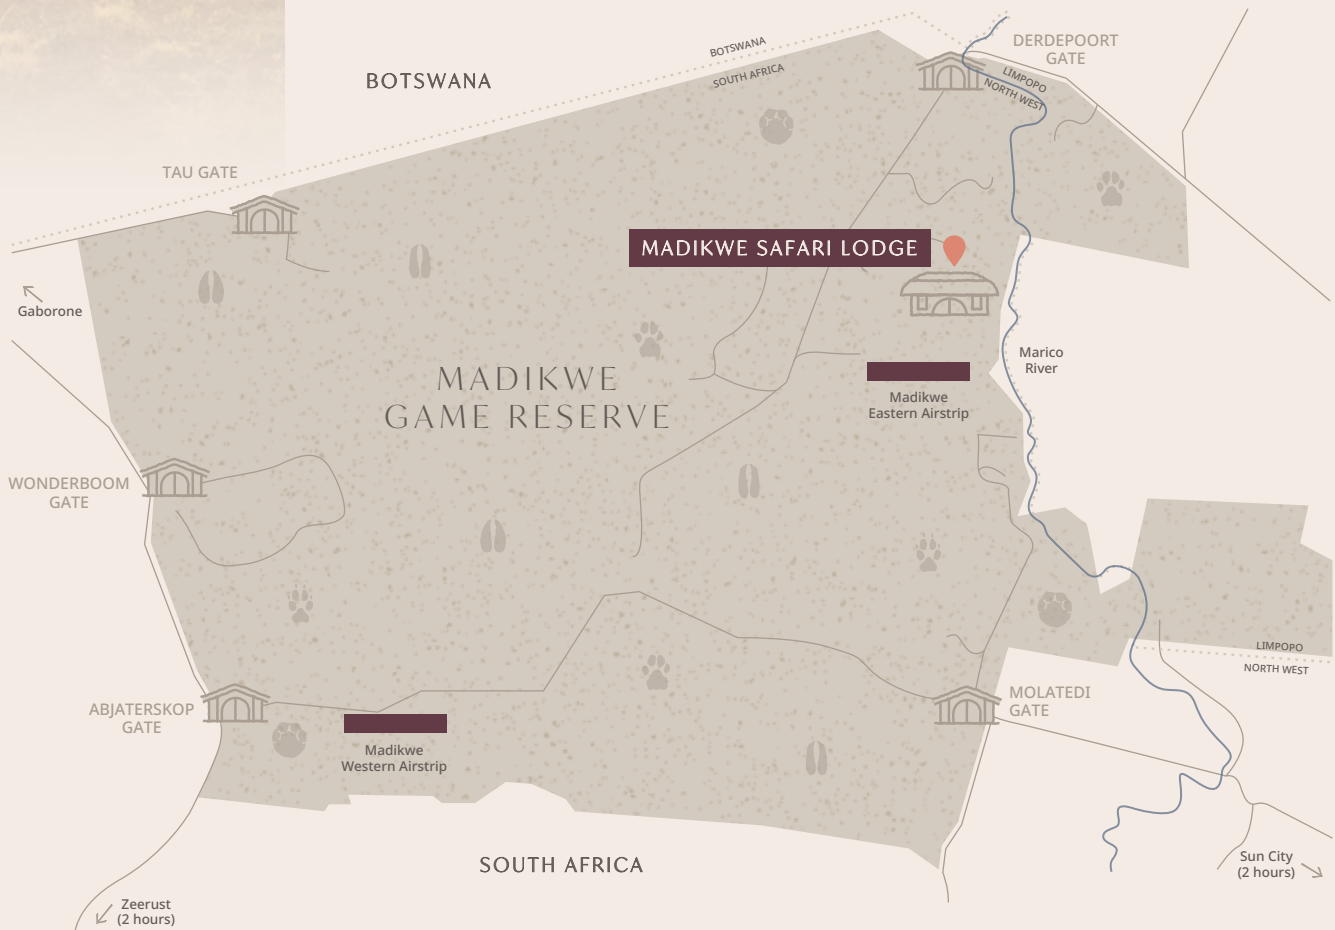 DERDEPOORT
GATE
BOTSWANA
SOUTH AFRICA
BOTSWANA
LIMPOPO
NORTH WEST
TAU GATE
MADIKWE SAFARI LODGE
Gaborone
Marico
River
MADIKWE
GAME RESERVE
Madikwe
Eastern Airstrip
WONDERBOOM
GATE
LIMPOPO
NORTH WEST
ABJATERSKOP
GATE
MOLATEDI
GATE
Madikwe
Western Airstrip
SOUTH AFRICA
Sun City
(2 hours)
Zeerust
(2 hours)